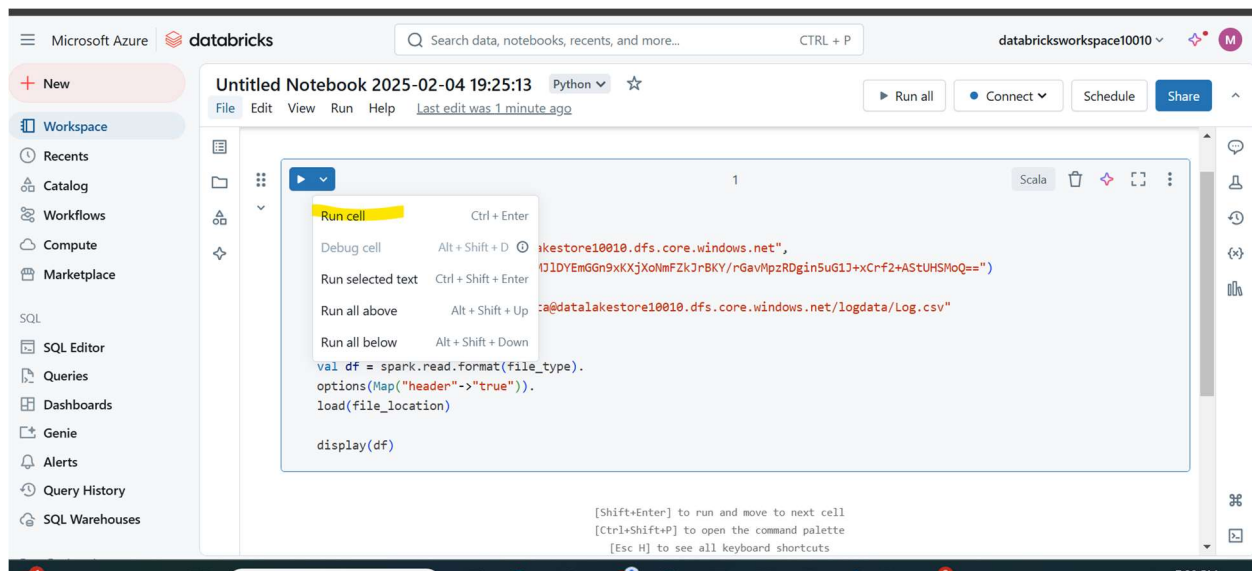 Microsoft Azure databricks Search data, notebooks, recents, and more... CTRL + P databricksworkspace10010 M
New
Workspace
Recents
Catalog
Workflows
Compute
Marketplace
SQL
SQL Editor
Queries
Dashboards
Genie
Alerts
Query History
SQL Warehouses
Untitled Notebook 2025-02-04 19:25:13 Python
File Edit View Run Help Last edit was 1 minute ago
Run all Connect Schedule Share
1 Scala
Run cell Ctrl + Enter
Debug cell Alt + Shift + D
Run selected text Ctrl + Shift + Enter
Run all above Alt + Shift + Up
Run all below Alt + Shift + Down
akestore10010.dfs.core.windows.net",
MJlDYEmGGn9xKXjXoNmFZkJrBKY/rGavMpzRDgin5uG1J+xCrf2+AStUHSMoQ==")
ta@datalakestore10010.dfs.core.windows.net/logdata/Log.csv"
val df = spark.read.format(file_type).
options(Map("header"->"true")).
load(file_location)
display(df)
[Shift+Enter] to run and move to next cell
[Ctrl+Shift+P] to open the command palette
[Esc H] to see all keyboard shortcuts